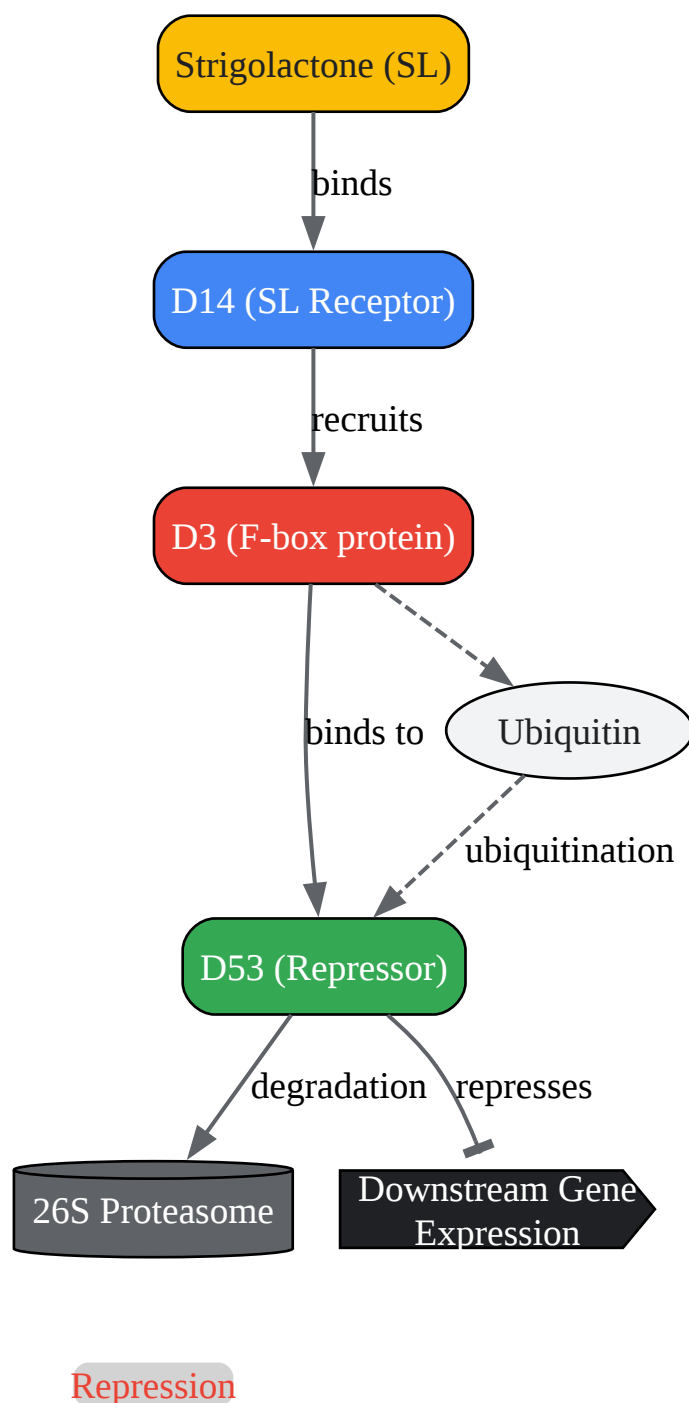 Strigolactone (SL)
binds
D14 (SL Receptor)
recruits
D3 (F-box protein)
binds to
Ubiquitin
ubiquitination
D53 (Repressor)
degradation
represses
26S Proteasome
Downstream Gene
Expression
Repression